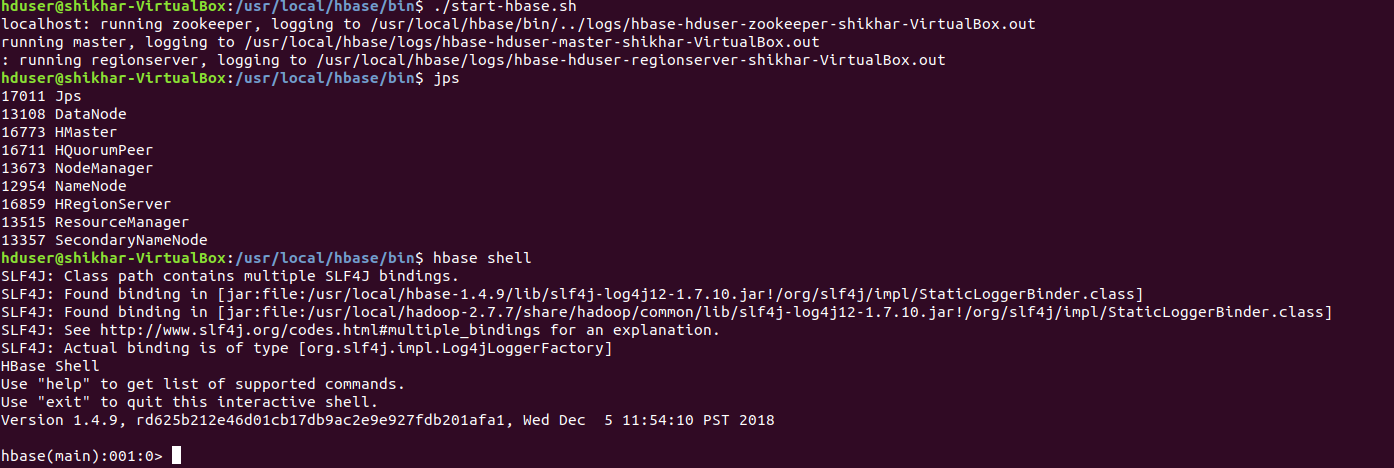 hduser@shikhar-VirtualBox:/usr/local/hbase/bin$ ./start-hbase.sh
localhost: running zookeeper, logging to /usr/local/hbase/bin/../logs/hbase-hduser-zookeeper-shikhar-VirtualBox.out
running master, logging to /usr/local/hbase/logs/hbase-hduser-master-shikhar-VirtualBox.out
: running regionserver, logging to /usr/local/hbase/logs/hbase-hduser-regionserver-shikhar-VirtualBox.out
hduser@shikhar-VirtualBox:/usr/local/hbase/bin$ jps
17011 Jps
13108 DataNode
16773 HMaster
16711 HQuorumPeer
13673 NodeManager
12954 NameNode
16859 HRegionServer
13515 ResourceManager
13357 SecondaryNameNode
hduser@shikhar-VirtualBox:/usr/local/hbase/bin$ hbase shell
SLF4J: Class path contains multiple SLF4J bindings.
SLF4J: Found binding in [jar:file:/usr/local/hbase-1.4.9/lib/slf4j-log4j12-1.7.10.jar!/org/slf4j/impl/StaticLoggerBinder.class]
SLF4J: Found binding in [jar:file:/usr/local/hadoop-2.7.7/share/hadoop/common/lib/slf4j-log4j12-1.7.10.jar!/org/slf4j/impl/StaticLoggerBinder.class]
SLF4J: See http://www.slf4j.org/codes.html#multiple_bindings for an explanation.
SLF4J: Actual binding is of type [org.slf4j.impl.Log4jLoggerFactory]
HBase Shell
Use "help" to get list of supported commands.
Use "exit" to quit this interactive shell.
Version 1.4.9, rd625b212e46d01cb17db9ac2e9e927fdb201afa1, Wed Dec  5 11:54:10 PST 2018
hbase(main):001:0>